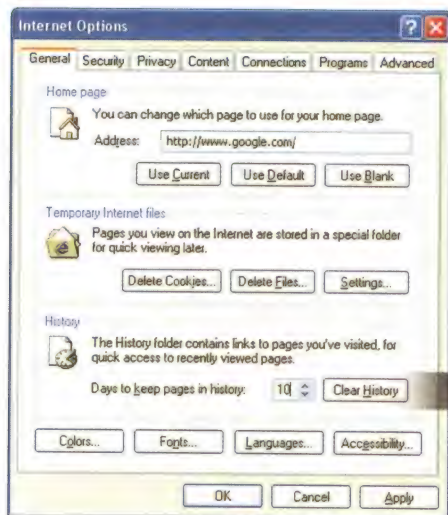 Internet Options
General Security Privacy Content Connections Programs Advanced
Home page
You can change which page to use for your home page.
Address: http://www.google.com/
Use Current Use Default Use Blank
Temporary Internet files
Pages you view on the Internet are stored in a special folder
for quick viewing later.
Delete Cookies... Delete Files... Settings...
History
The History folder contains links to pages you've visited, for
quick access to recently viewed pages.
Days to keep pages in history: 10 Clear History
Colors... Fonts... Languages... Accessibility...
OK Cancel Apply